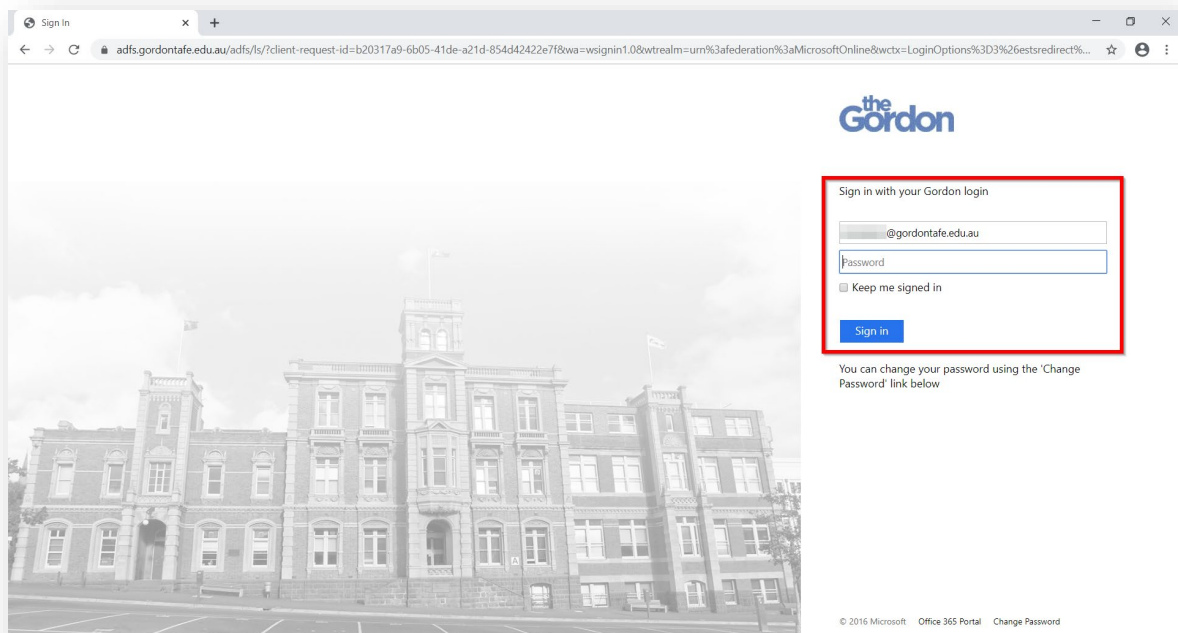 Sign In
adfs.gordontafe.edu.au/adfs/ls/?client-request-id=b20317a9-6b05-41de-a21d-854d42422e7f&wa=wsignin1.0&wtrealm=urn%3afederation%3aMicrosoftOnline&wctx=LoginOptions%3D3%26estsredirect%...
the
Gordon
Sign in with your Gordon login
@gordontafe.edu.au
Password
Keep me signed in
Sign in
You can change your password using the 'Change
Password' link below
© 2016 Microsoft Office 365 Portal Change Password